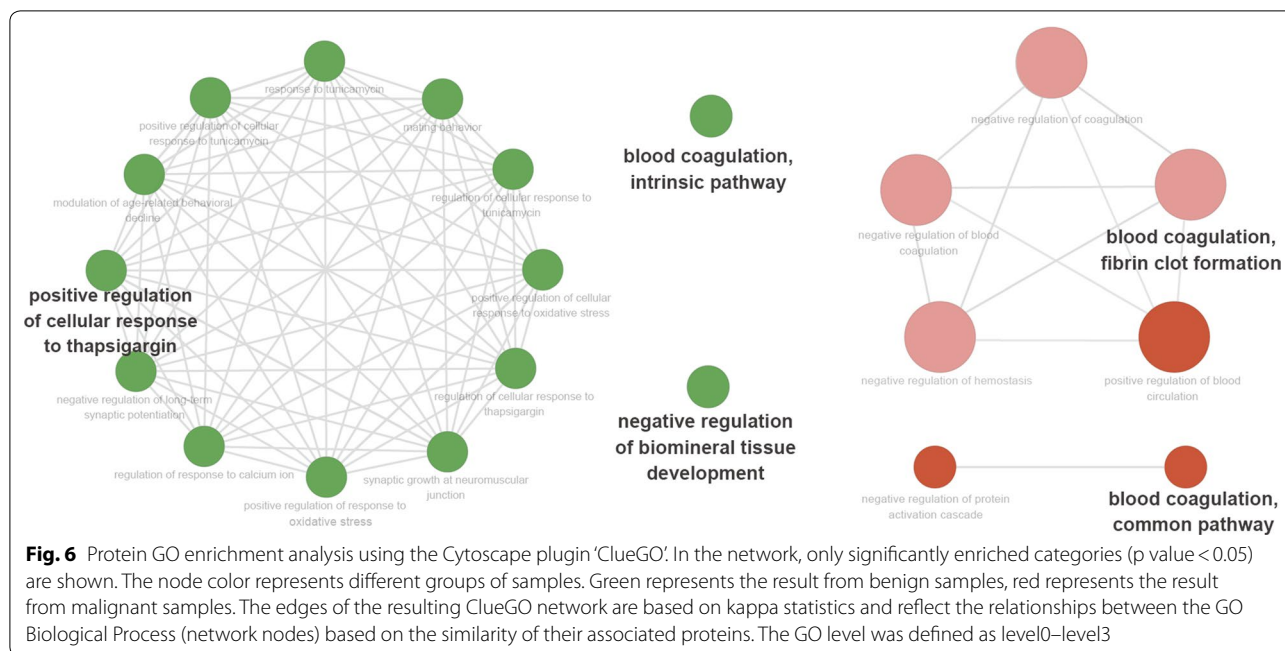 response to tunicamycin
positive regulation of cellular
response to tunicamycin
mating behavior
modulation of age-related behavioral
decline
regulation of cellular response to
tunicamycin
positive regulation
of cellular response
to thapsigargin
positive regulation of cellular
response to oxidative stress
negative regulation of long-term
synaptic potentiation
regulation of cellular response to
thapsigargin
regulation of response to calcium ion
synaptic growth at neuromuscular
junction
positive regulation of response to
oxidative stress
blood coagulation,
intrinsic pathway
negative regulation
of biomineral tissue
development
negative regulation of coagulation
negative regulation of blood
coagulation
blood coagulation,
fibrin clot formation
negative regulation of hemostasis
positive regulation of blood
circulation
negative regulation of protein
activation cascade
blood coagulation,
common pathway
Fig. 6 Protein GO enrichment analysis using the Cytoscape plugin ‘ClueGO’. In the network, only significantly enriched categories (p value < 0.05)
are shown. The node color represents different groups of samples. Green represents the result from benign samples, red represents the result
from malignant samples. The edges of the resulting ClueGO network are based on kappa statistics and reflect the relationships between the GO
Biological Process (network nodes) based on the similarity of their associated proteins. The GO level was defined as level0–level3